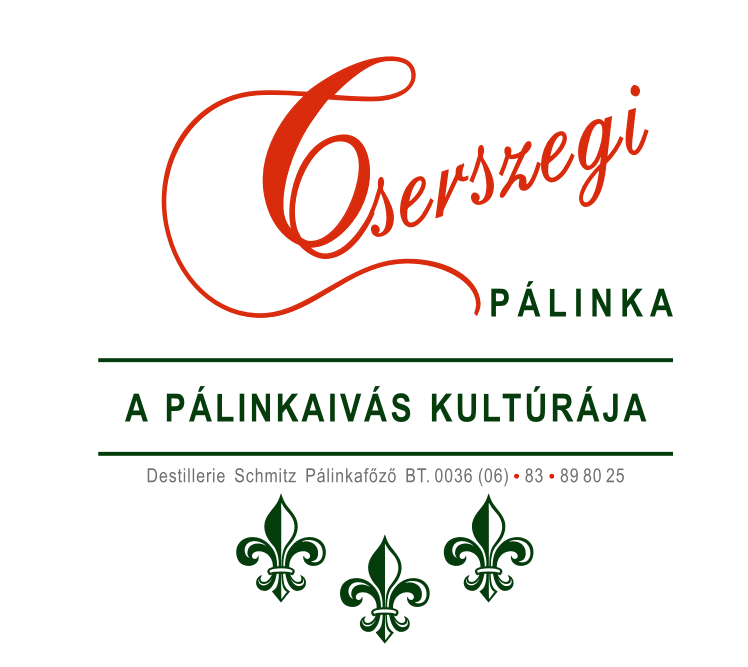 Cserszegi
PÁLINKA
A PÁLINKAIVÁS KULTÚRÁJA
Destillerie Schmitz Pálinkafőző BT. 0036 (06) • 83 • 89 80 25